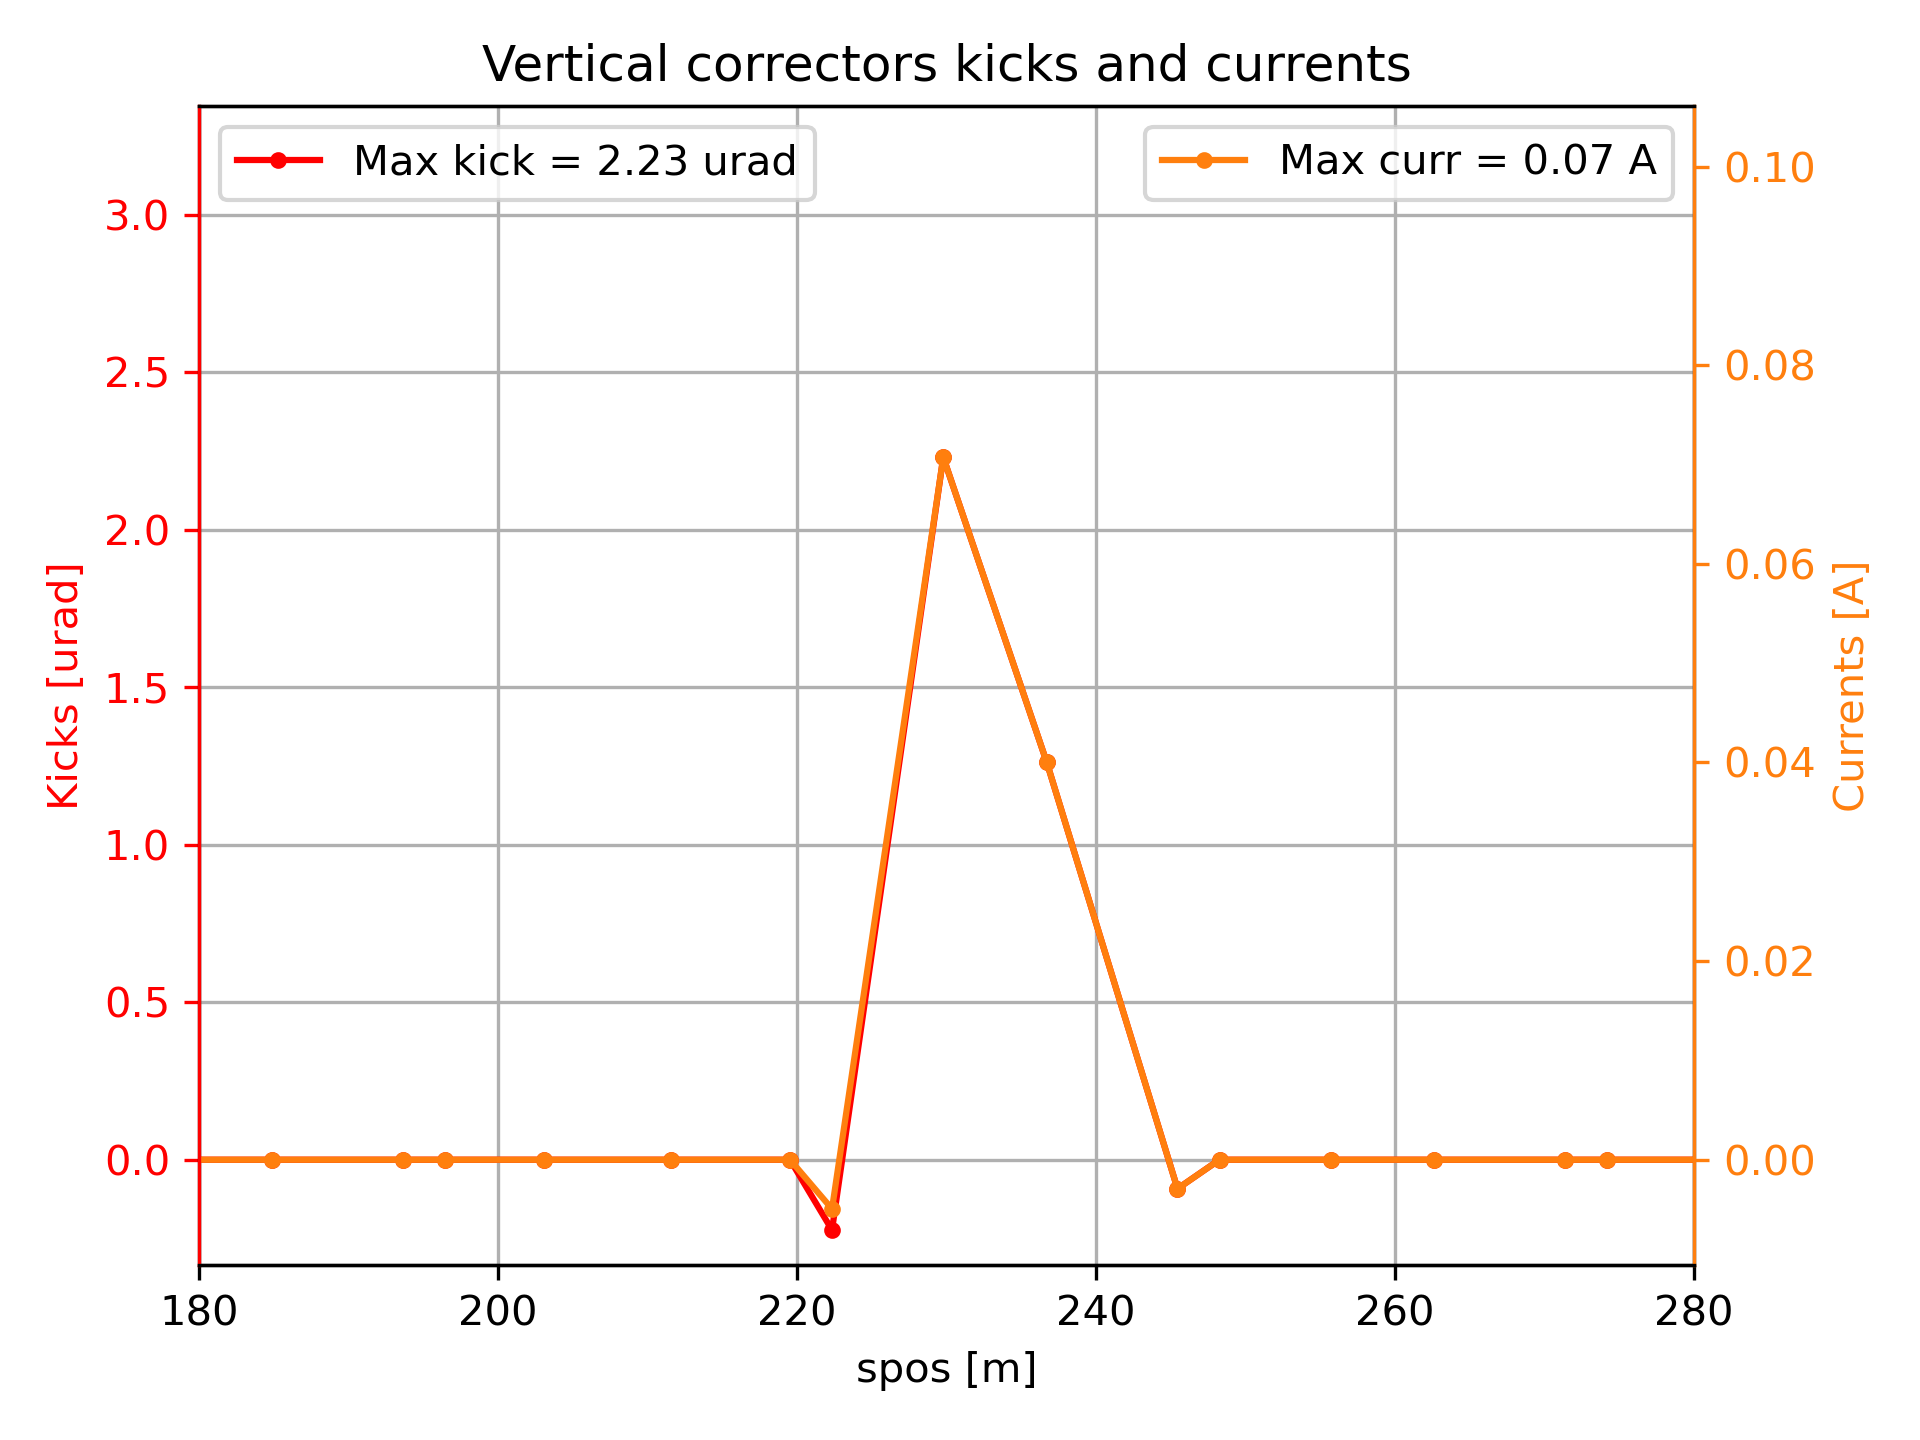 Vertical correctors kicks and currents
Max kick = 2.23 urad
Max curr = 0.07 A
Kicks [urad]
3.0
2.5
2.0
1.5
1.0
0.5
0.0
0.10
0.08
0.06
0.04
0.02
0.00
Currents [A]
180 200 220 240 260 280
spos [m]